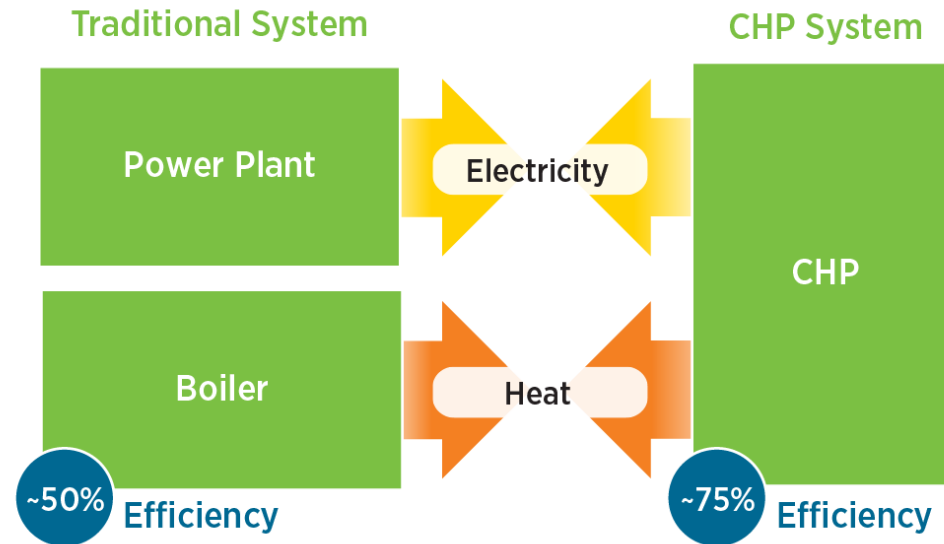 Traditional System
CHP System
Power Plant
Electricity
CHP
Boiler
Heat
~50%
Efficiency
~75%
Efficiency